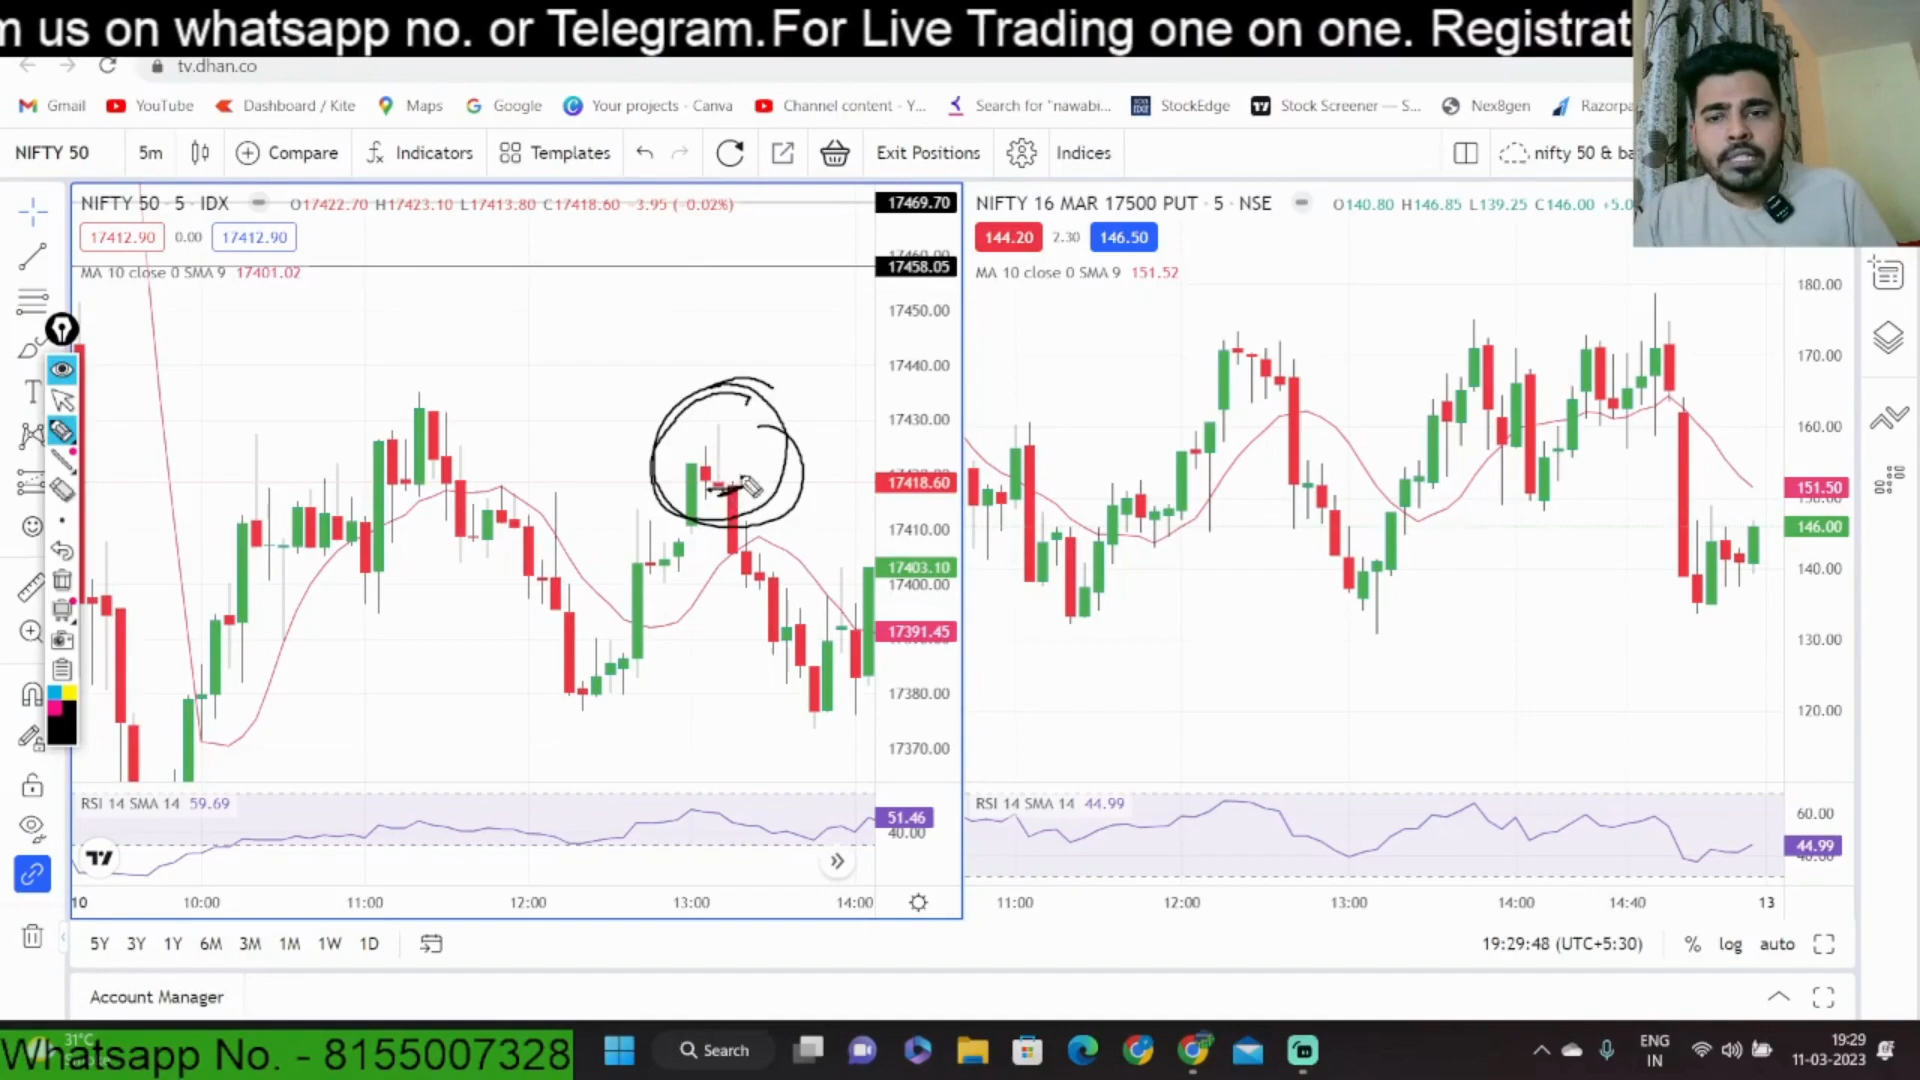 m us on whatsapp no. or Telegram.For Live Trading one on one. Registrat
tv.dhan.co
Gmail YouTube Dashboard / Kite Maps Google Your projects - Canva Channel content - Y... Search for "nawabi... StockEdge Stock Screener — S... Nex8gen Razorpa
NIFTY 50 5m Compare Indicators Templates Exit Positions Indices nifty 50 & ba
NIFTY 50 · 5 · IDX O17422.70 H17423.10 L17413.80 C17418.60 -3.95 (-0.02%)
17412.90 0.00 17412.90
MA 10 close 0 SMA 9 17401.02
17469.70
17458.05
17450.00
17440.00
17430.00
17418.60
17410.00
17403.10
17400.00
17391.45
17380.00
17370.00
RSI 14 SMA 14 59.69
51.46
40.00
10 10:00 11:00 12:00 13:00 14:00
NIFTY 16 MAR 17500 PUT · 5 · NSE O140.80 H146.85 L139.25 C146.00 +5.0
144.20 2.30 146.50
MA 10 close 0 SMA 9 151.52
180.00
170.00
160.00
151.50
146.00
140.00
130.00
120.00
RSI 14 SMA 14 44.99
60.00
44.99
11:00 12:00 13:00 14:00 14:40 13
5Y 3Y 1Y 6M 3M 1M 1W 1D 19:29:48 (UTC+5:30) % log auto
Account Manager
31°C
Whatsapp No. - 8155007328
Search
ENG
IN
19:29
11-03-2023